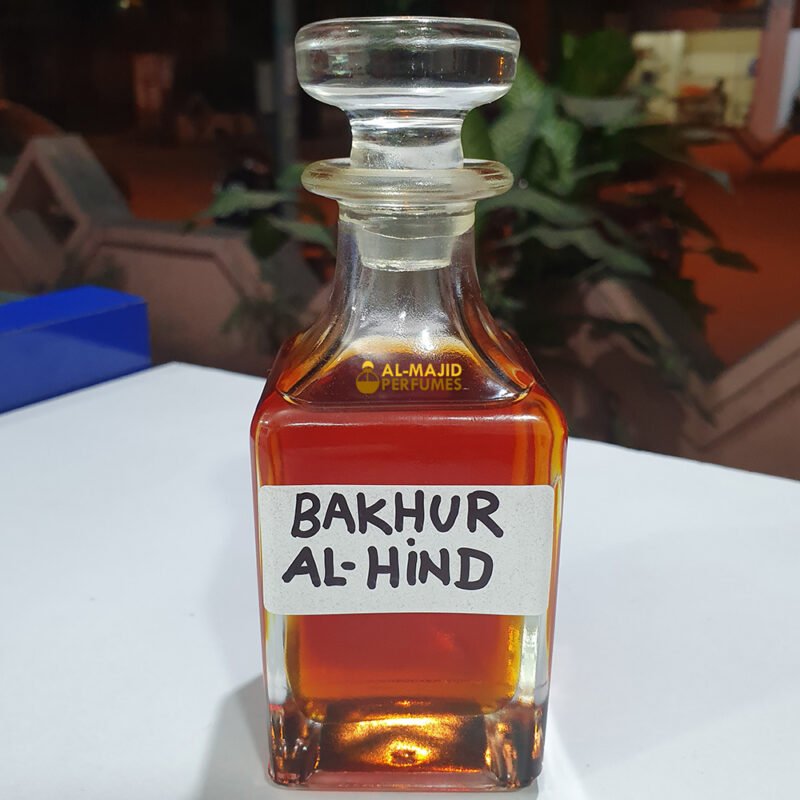 AL-MAJID
PERFUMES
BAKHUR
AL-HiND